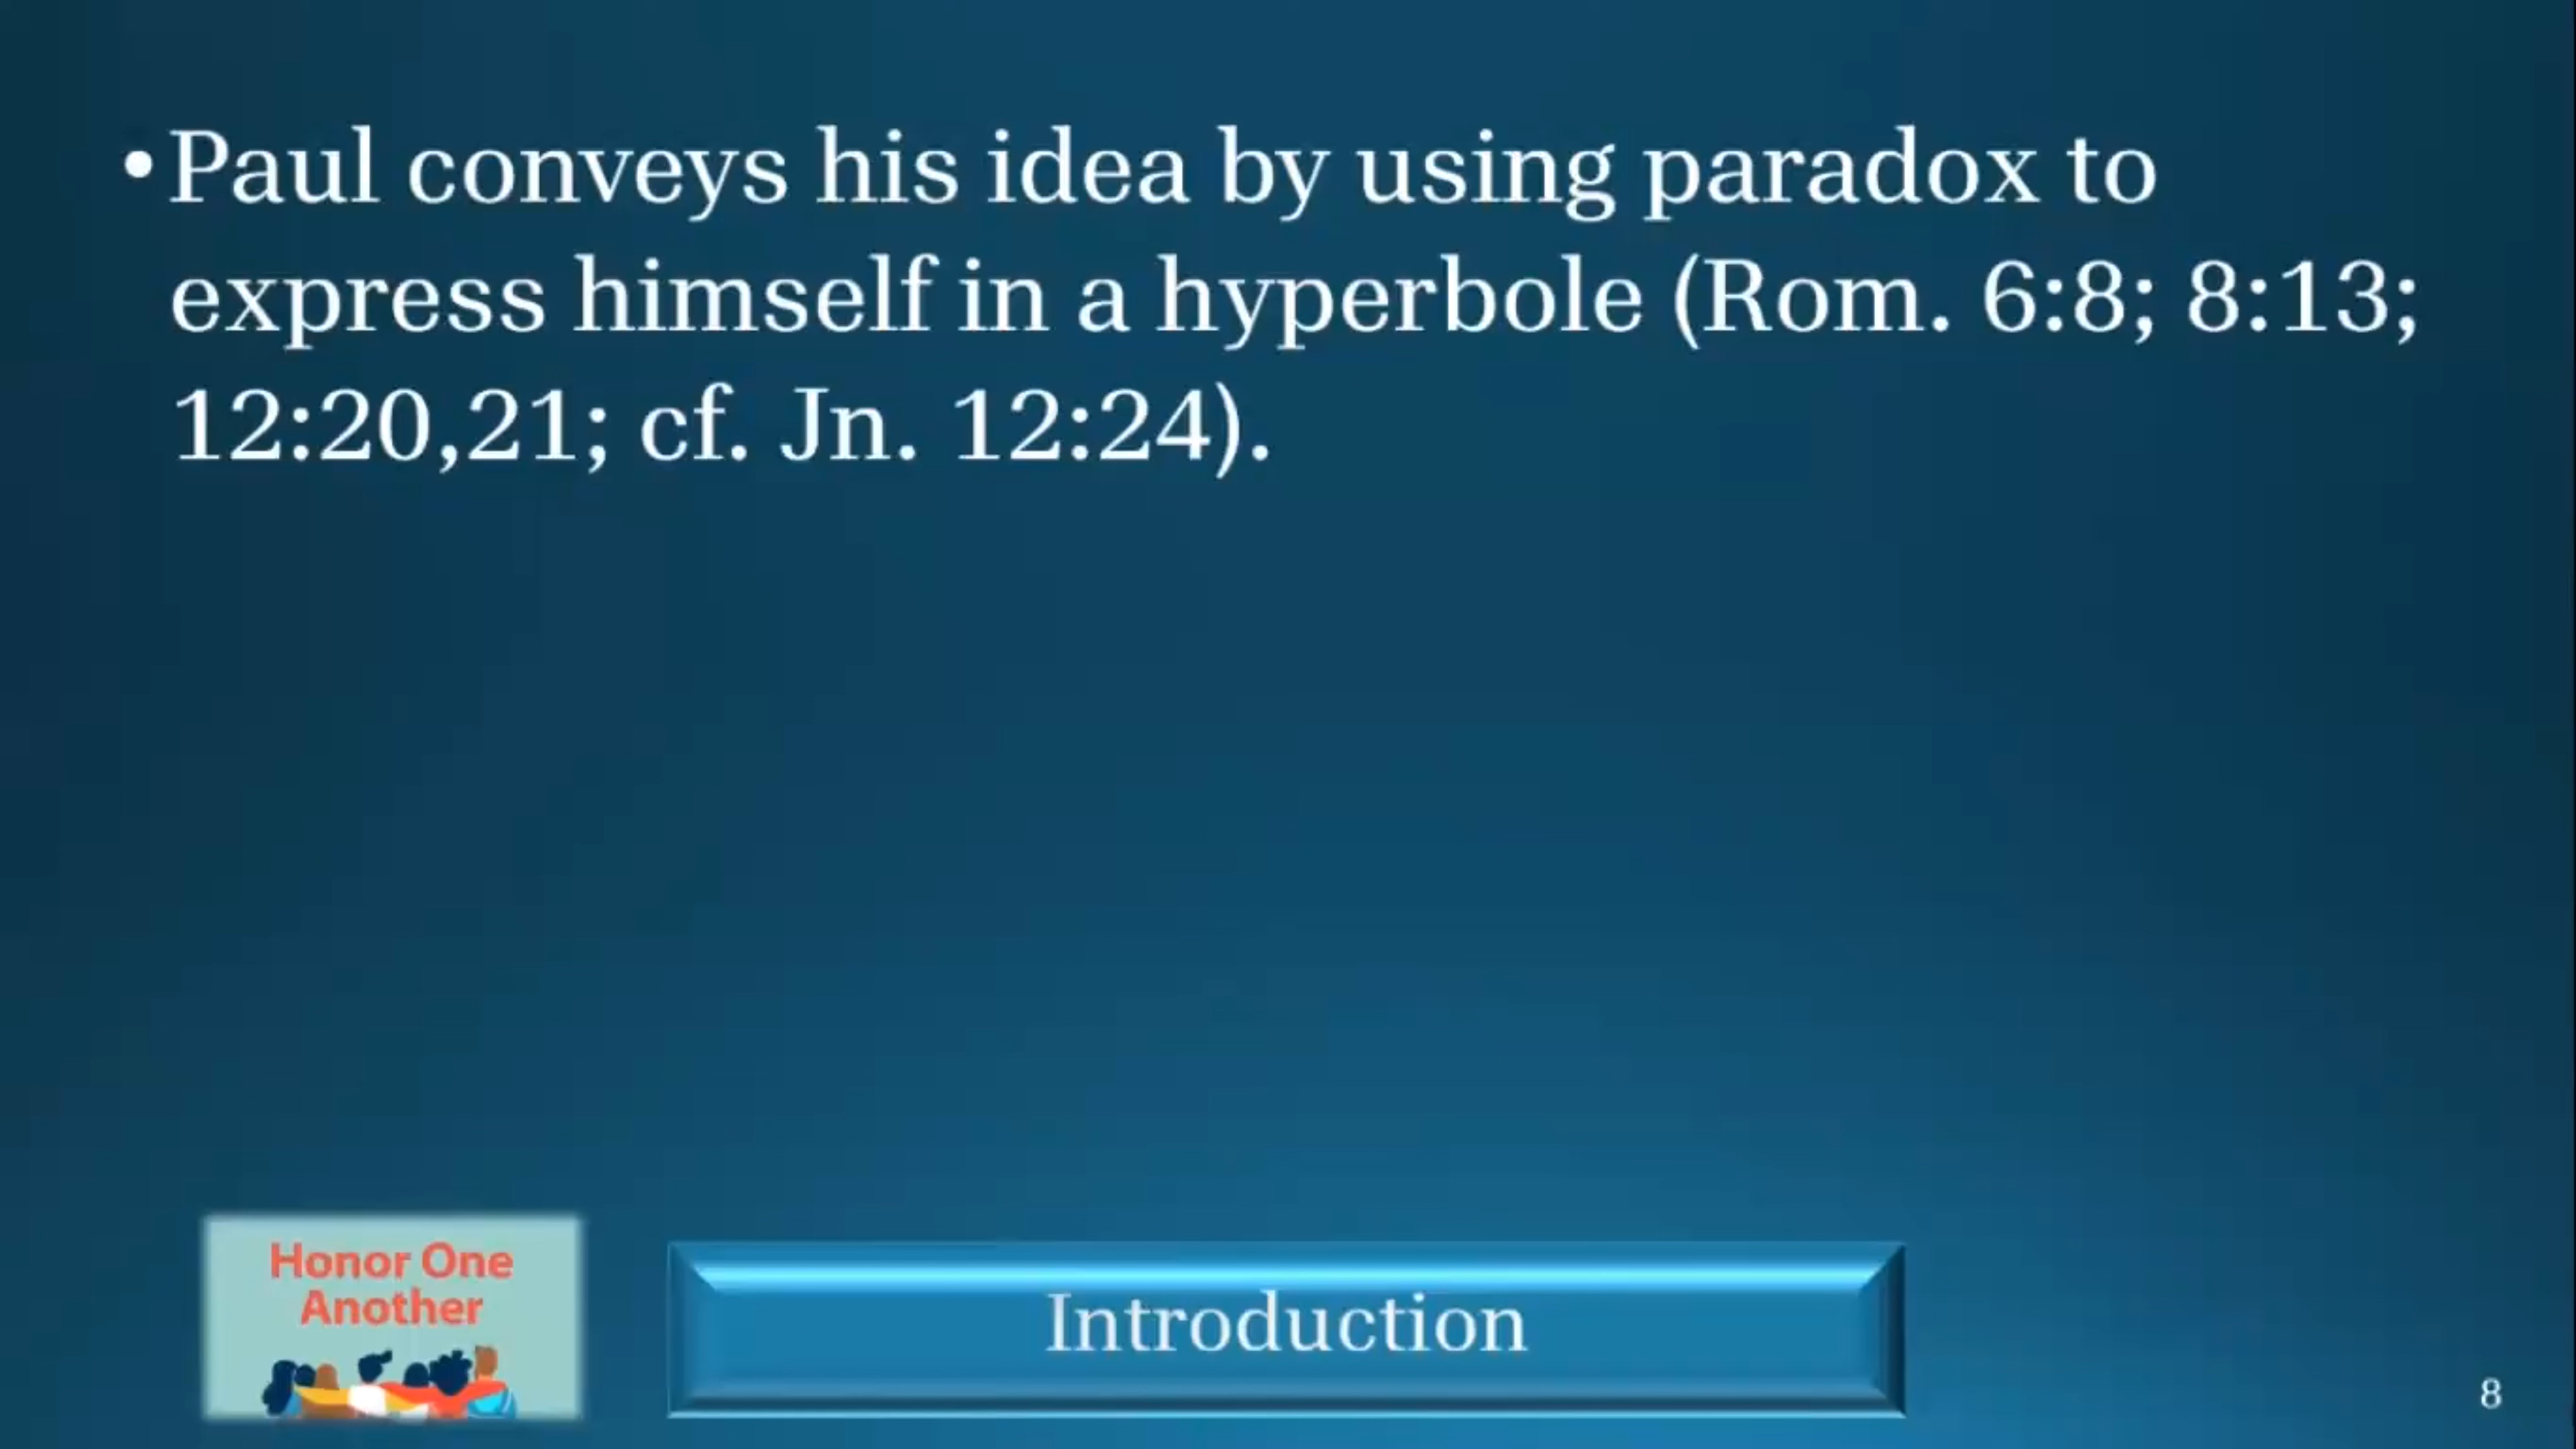 •Paul conveys his idea by using paradox to
express himself in a hyperbole (Rom. 6:8; 8:13;
12:20,21; cf. Jn. 12:24).
Honor One
Another
Introduction
8